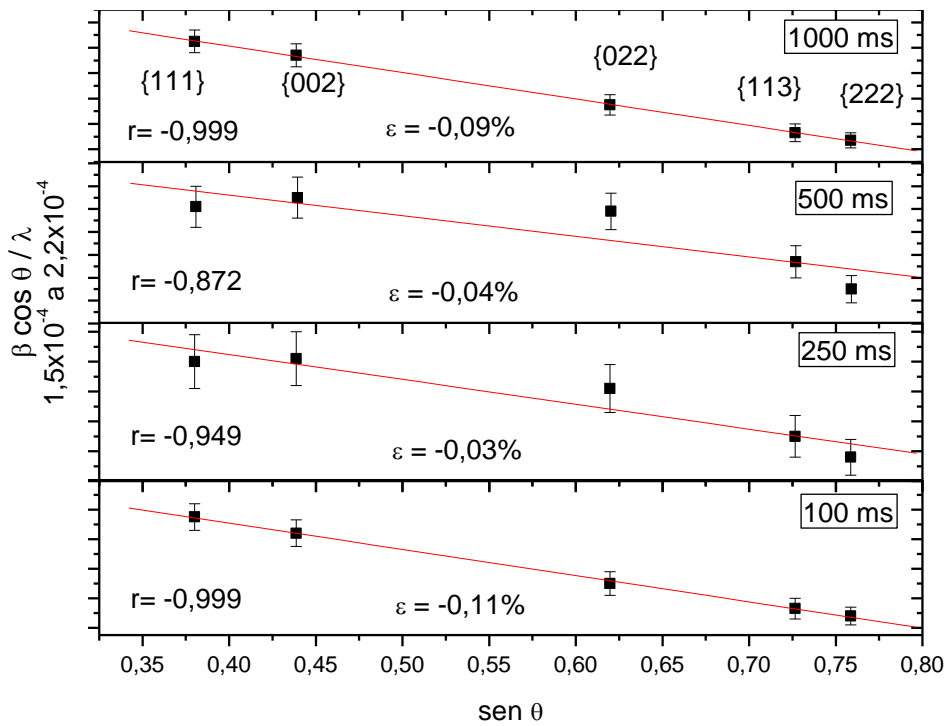 1000 ms
{111}
{002}
{022}
{113}
{222}
r= -0,999
ε = -0,09%
500 ms
r= -0,872
ε = -0,04%
250 ms
r= -0,949
ε = -0,03%
100 ms
r= -0,999
ε = -0,11%
β cos θ / λ
1,5x10⁻⁴ a 2,2x10⁻⁴
0,35 0,40 0,45 0,50 0,55 0,60 0,65 0,70 0,75 0,80
sen θ